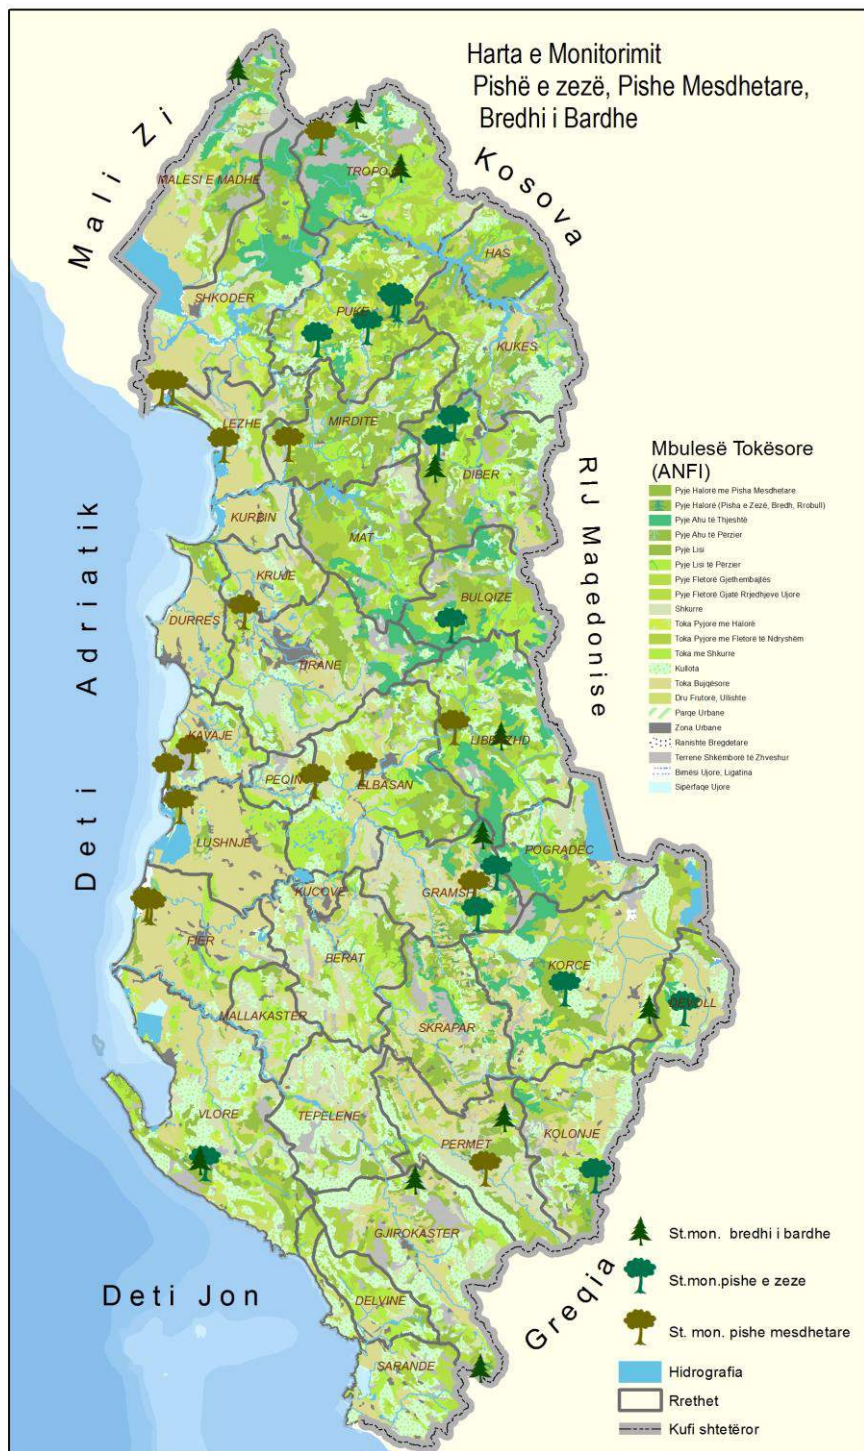 Harta e Monitorimit
Pishë e zezë, Pishe Mesdhetare,
Bredhi i Bardhe
Mali Zi
Kosova
MALESI E MADHE
TROPOJ
HAS
SHKODER
PUKE
KUKES
LEZHE
MIRDITE
DIBER
KURBIN
MAT
KRUJE
BULQIZE
DURRES
TIRANE
Deti Adriatik
RIJ Maqedonise
KAVAJE
PEQIN
ELBASAN
LIBRAZHD
LUSHNJE
POGRADEC
KUCOVE
GRAMSH
FIER
BERAT
KORCE
DEVOLL
MALLAKASTER
SKRAPAR
VLORE
TEPELENE
PERMET
KOLONJE
GJIROKASTER
DELVINE
SARANDE
Deti Jon
Greqia
Mbulesë Tokësore
(ANFI)
Pyje Halorë me Pisha Mesdhetare
Pyje Halorë (Pisha e Zezë, Bredh, Rrobull)
Pyje Ahu të Thjeshtë
Pyje Ahu të Përzier
Pyje Lisi
Pyje Lisi të Përzier
Pyje Fletorë Gjethembajtës
Pyje Fletorë Gjatë Rrjedhjeve Ujore
Shkurre
Toka Pyjore me Halorë
Toka Pyjore me Fletorë të Ndryshëm
Toka me Shkurre
Kullota
Toka Bujqësore
Dru Frutorë, Ullishte
Parqe Urbane
Zona Urbane
Ranishte Bregdetare
Terrene Shkëmborë të Zhveshur
Bimësi Ujore, Ligatina
Sipërfaqe Ujore
St.mon. bredhi i bardhe
St.mon.pishe e zeze
St. mon. pishe mesdhetare
Hidrografia
Rrethet
Kufi shtetëror